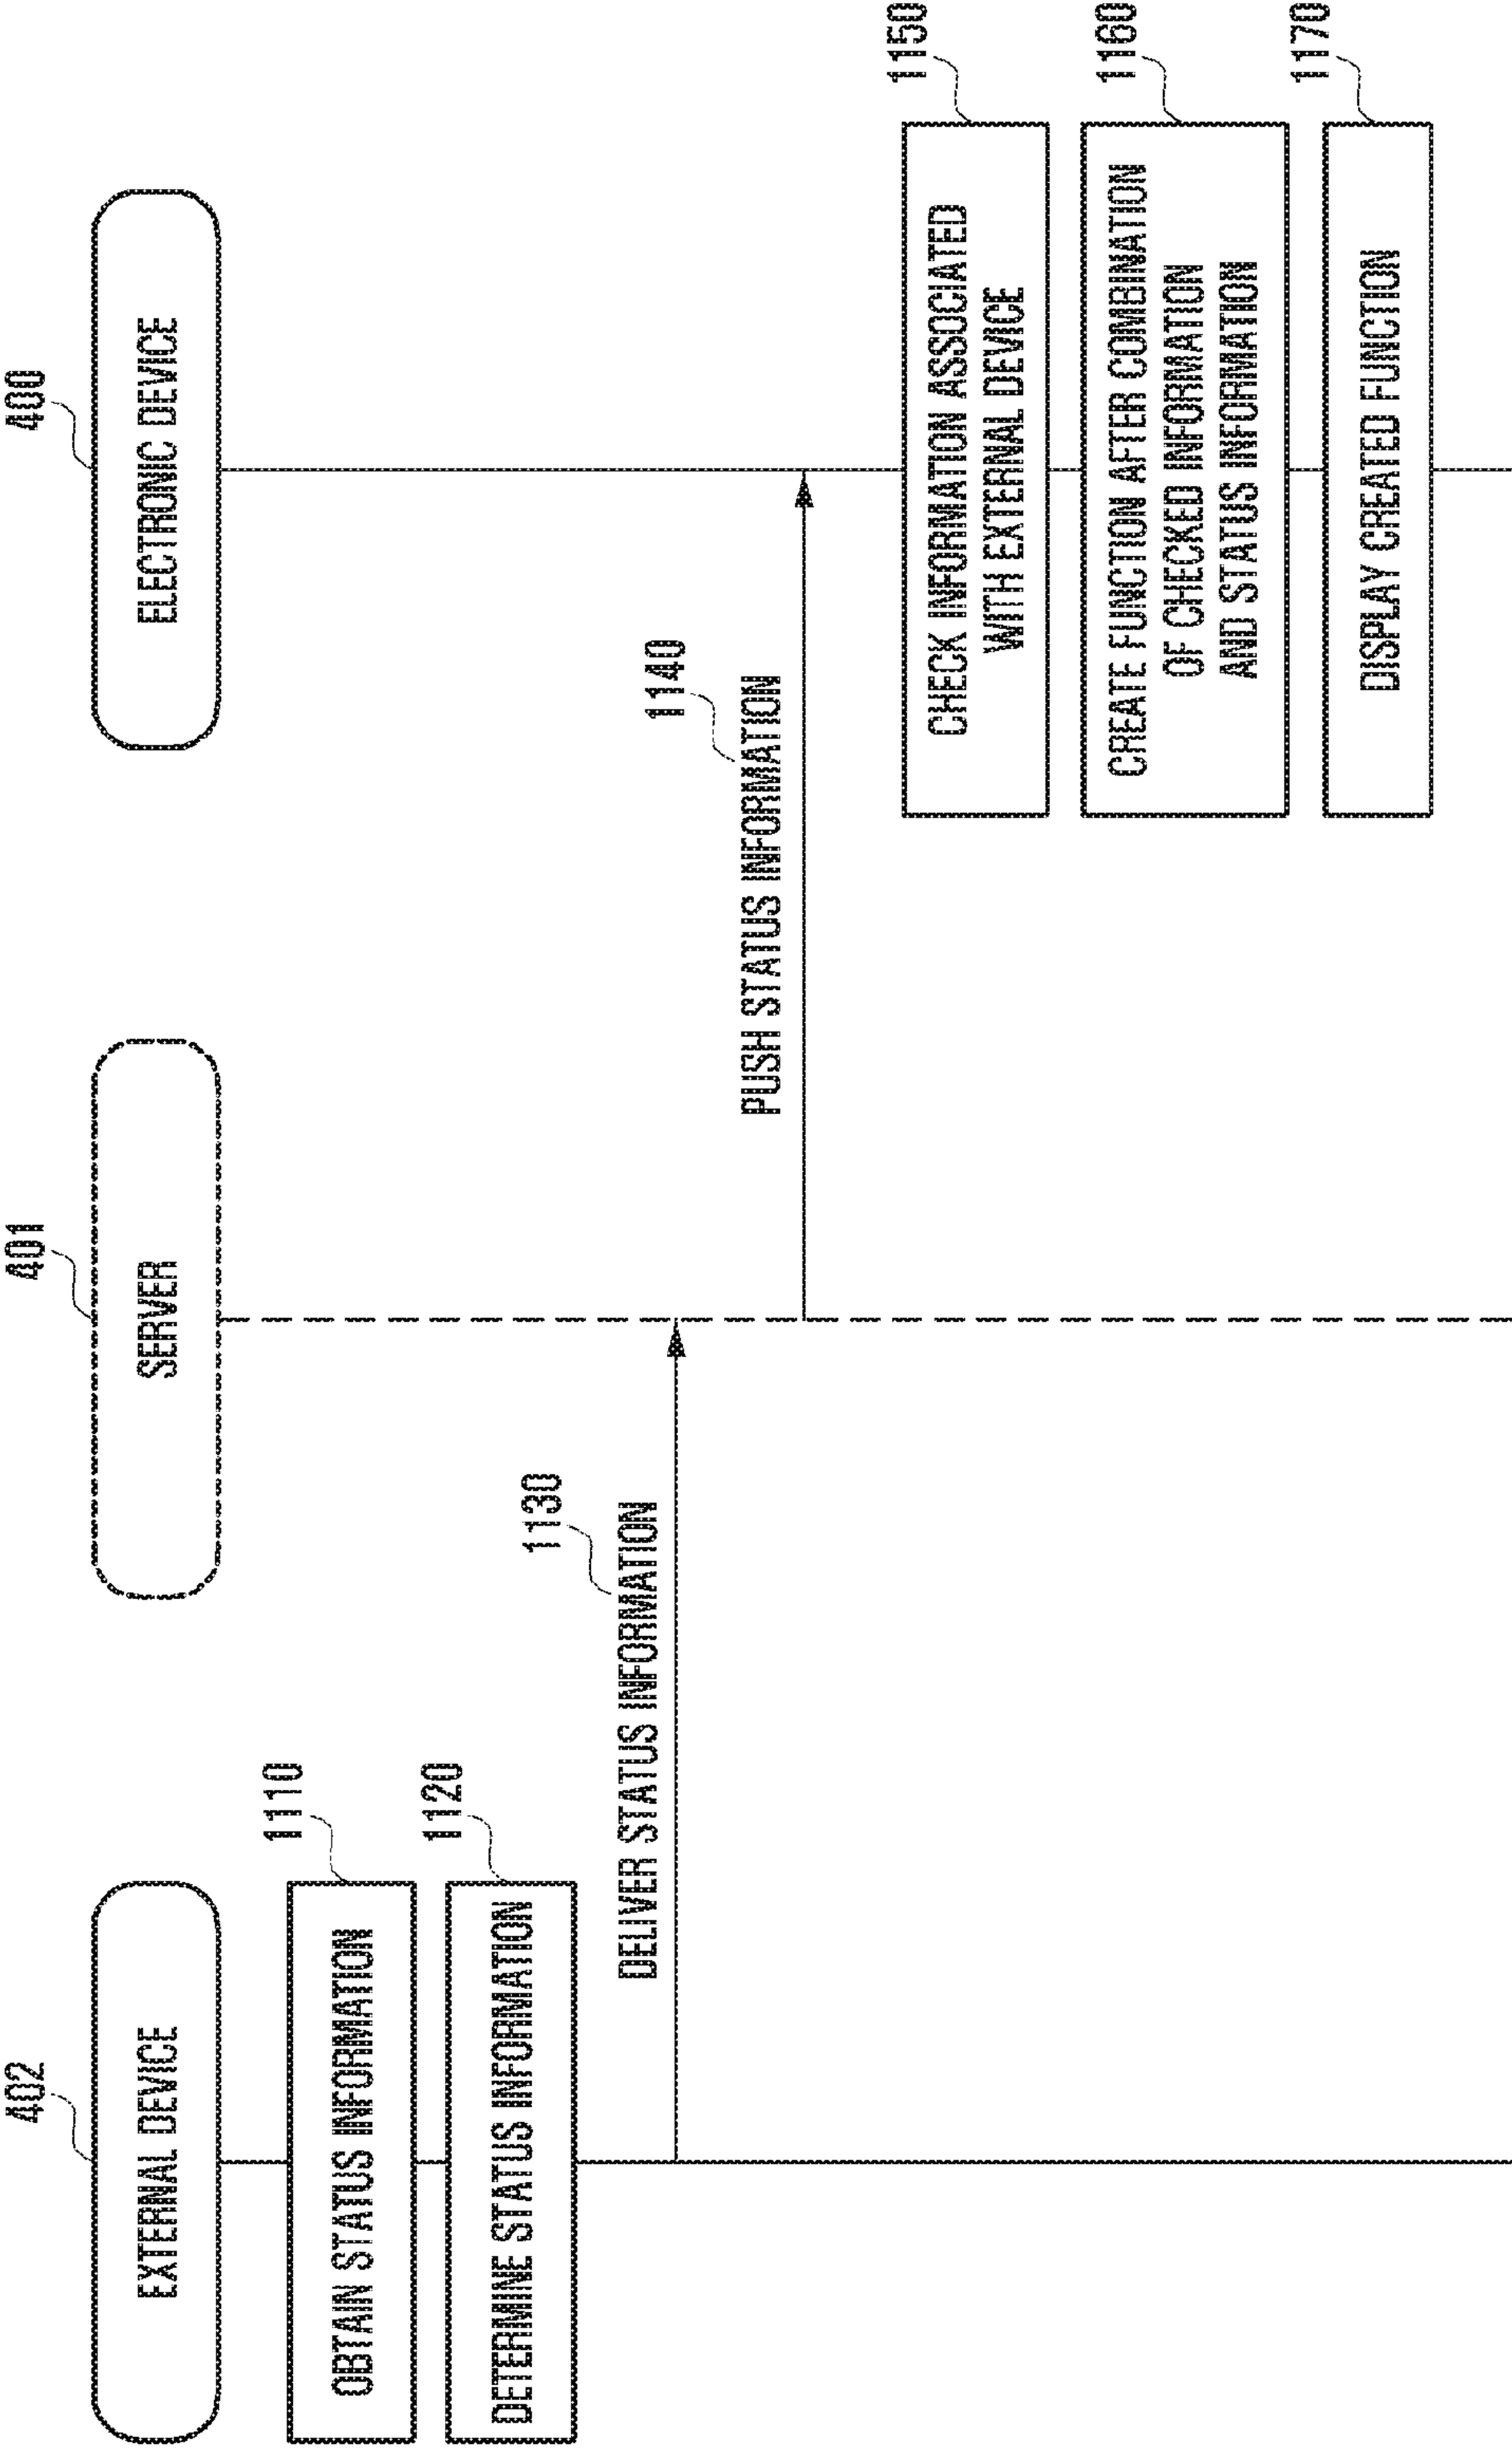 402
EXTERNAL DEVICE
401
SERVER
400
ELECTRONIC DEVICE
1110
OBTAIN STATUS INFORMATION
1120
DETERMINE STATUS INFORMATION
1130
DELIVER STATUS INFORMATION
1140
PUSH STATUS INFORMATION
1150
CHECK INFORMATION ASSOCIATED
WITH EXTERNAL DEVICE
1160
CREATE FUNCTION AFTER COMBINATION
OF CHECKED INFORMATION
AND STATUS INFORMATION
1170
DISPLAY CREATED FUNCTION